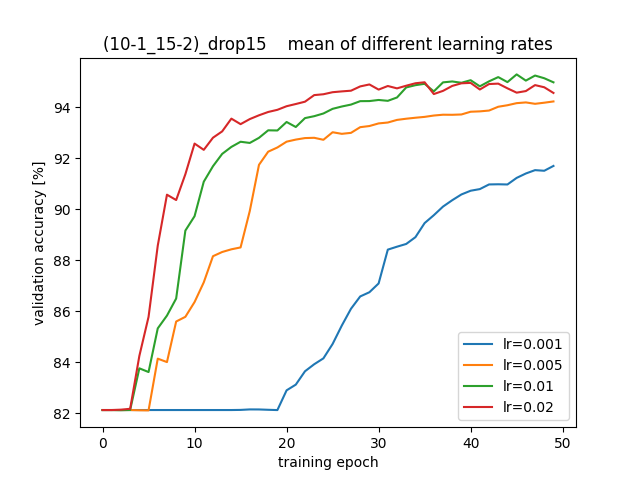 (10-1_15-2)_drop15    mean of different learning rates
validation accuracy [%]
94
92
90
88
86
84
82
0 10 20 30 40 50
training epoch
lr=0.001
lr=0.005
lr=0.01
lr=0.02